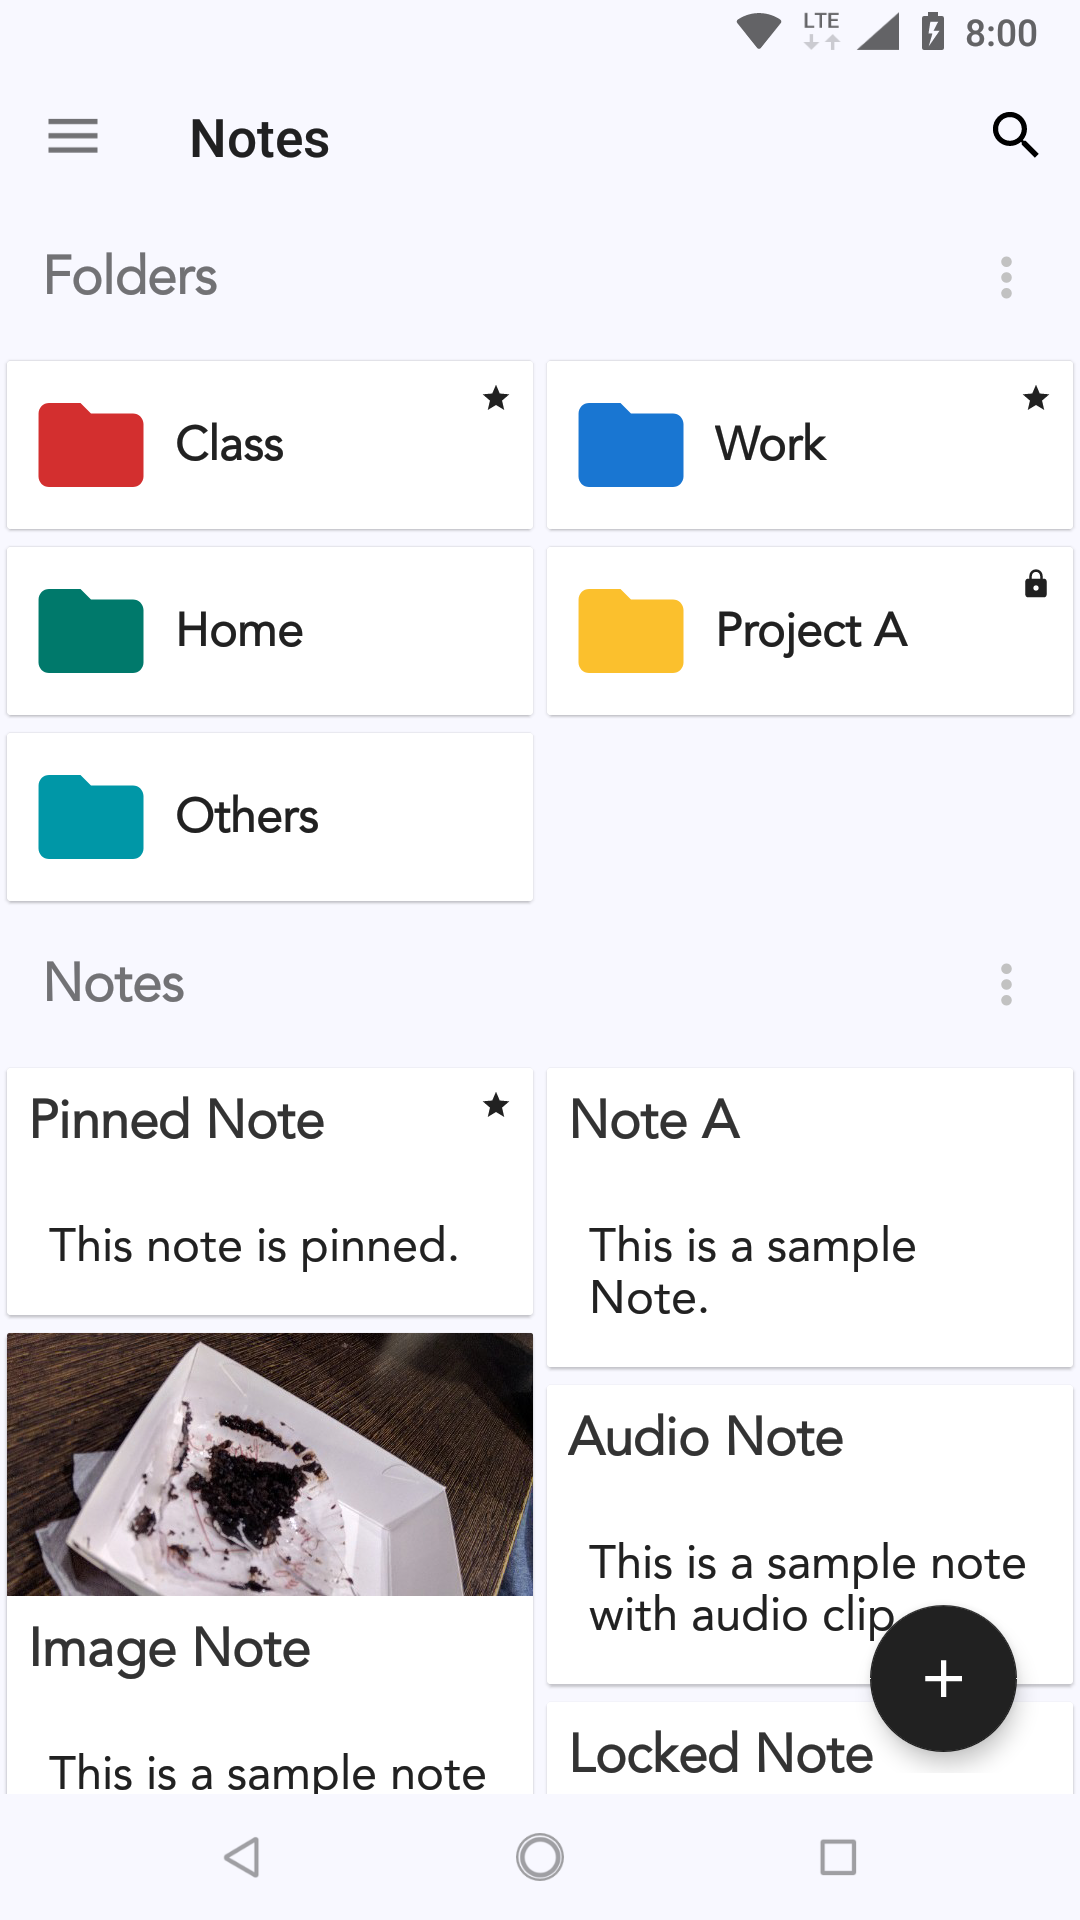 LTE 8:00
Notes
Folders
Class
Work
Home
Project A
Others
Notes
Pinned Note
This note is pinned.
Note A
This is a sample
Note.
Audio Note
This is a sample note
with audio clip
Image Note
This is a sample note
Locked Note